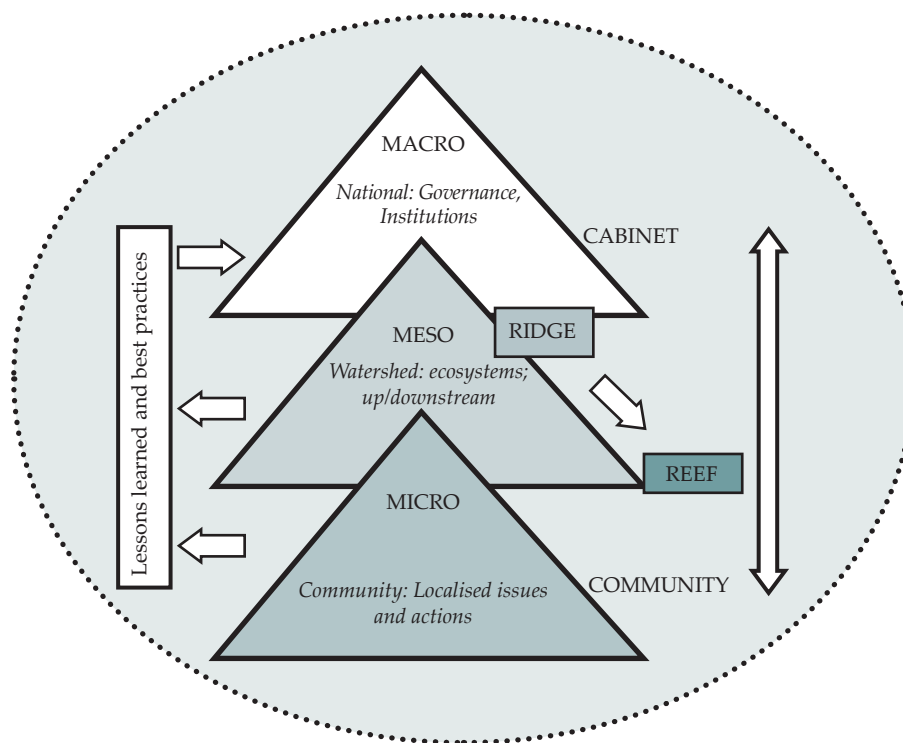 MACRO
National: Governance,
Institutions
CABINET
Lessons learned and best practices
RIDGE
MESO
Watershed: ecosystems;
up/downstream
REEF
MICRO
Community: Localised issues
and actions
COMMUNITY